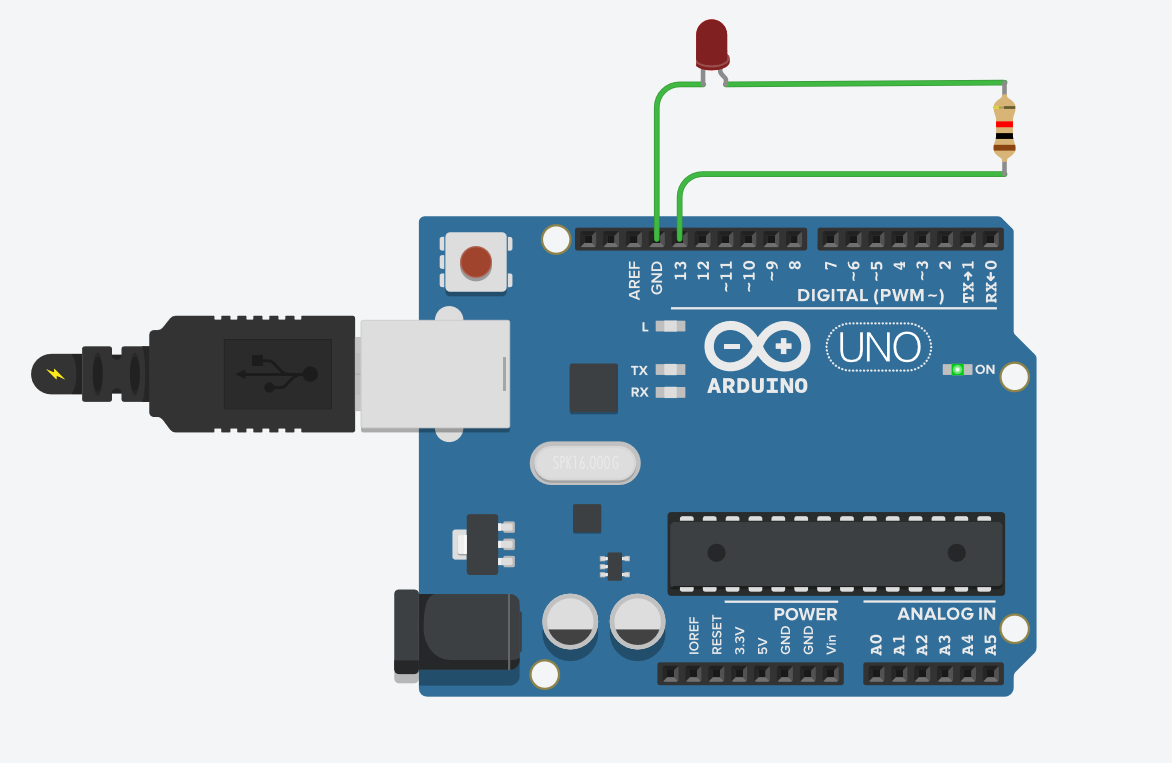 AREF
GND
13
12
~11
~10
~9
8
7
~6
~5
4
~3
2
TX→1
RX←0
DIGITAL (PWM~)
L
TX
RX
UNO
ARDUINO
ON
SPK16.000G
POWER
ANALOG IN
IOREF
RESET
3.3V
5V
GND
GND
Vin
A0
A1
A2
A3
A4
A5